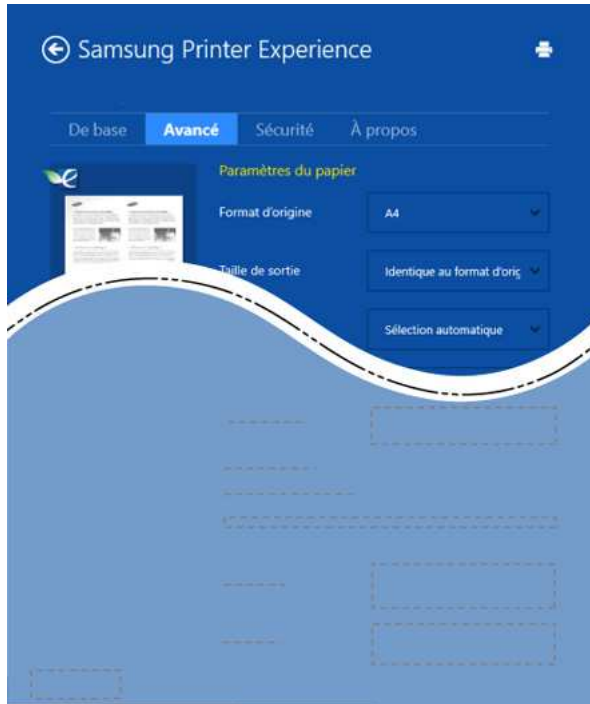 Samsung Printer Experience
De base Avancé Sécurité À propos
Paramètres du papier
Format d'origine A4
Taille de sortie Identique au format d'orig
Sélection automatique